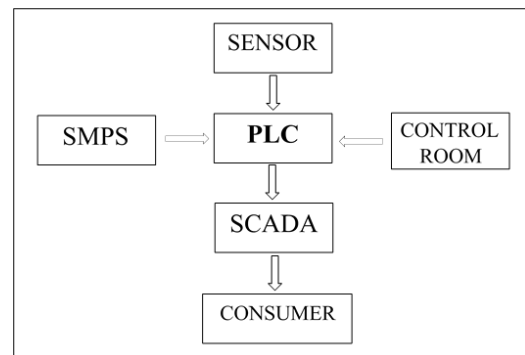 SENSOR
SMPS
PLC
CONTROL
ROOM
SCADA
CONSUMER